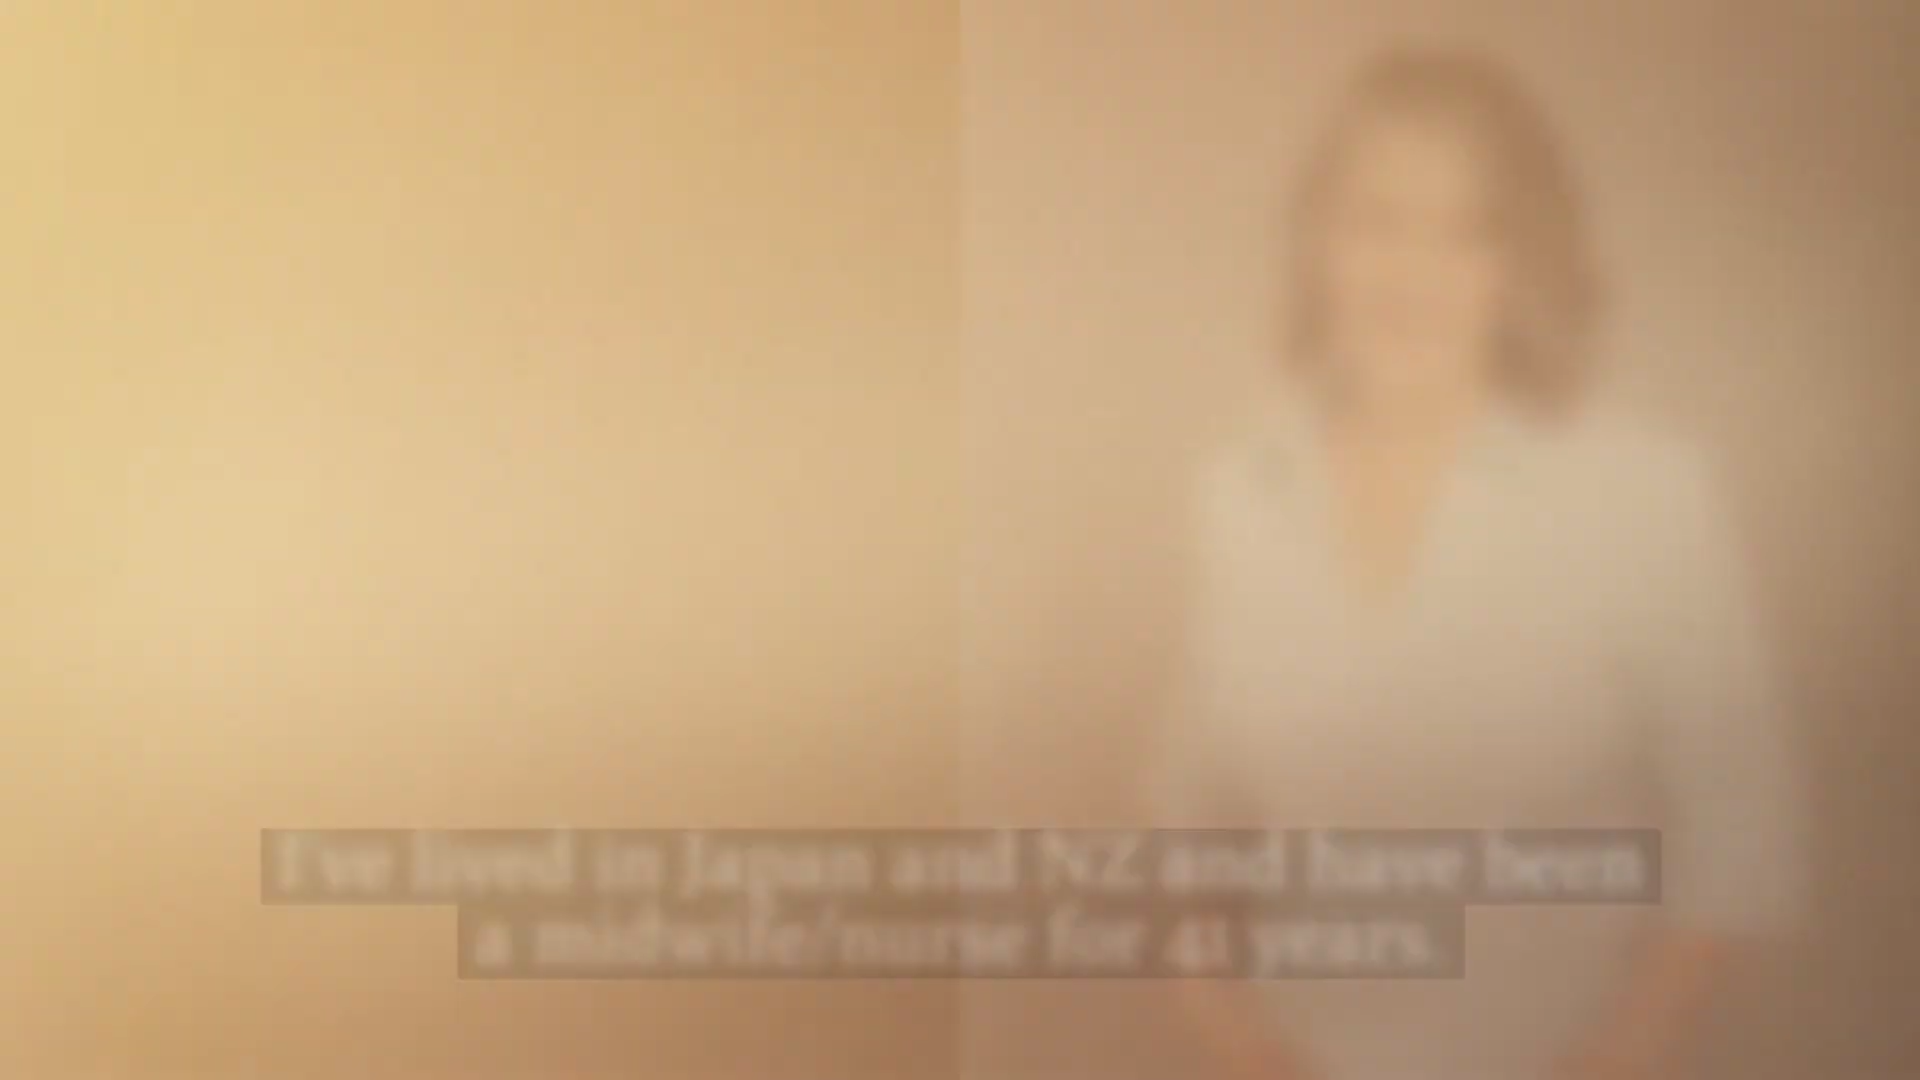 I've lived in Japan and NZ and have been
a midwife/nurse for 41 years.